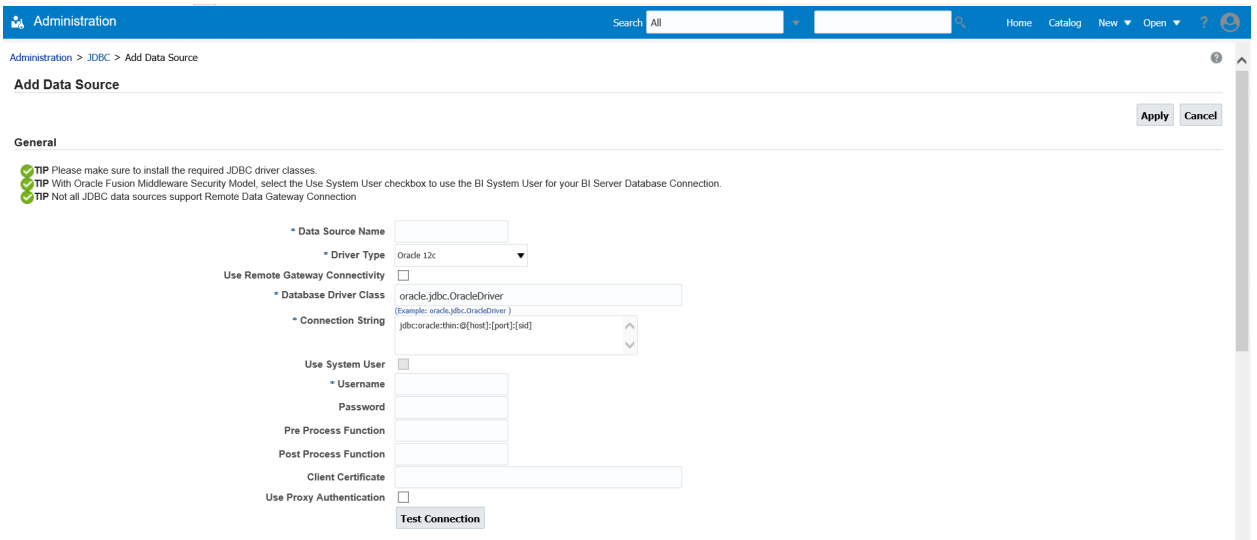 Administration
Search All
Home Catalog New Open ?
Administration > JDBC > Add Data Source
?
Add Data Source
Apply Cancel
General
TIP Please make sure to install the required JDBC driver classes.
TIP With Oracle Fusion Middleware Security Model, select the Use System User checkbox to use the BI System User for your BI Server Database Connection.
TIP Not all JDBC data sources support Remote Data Gateway Connection
* Data Source Name
* Driver Type Oracle 12c
Use Remote Gateway Connectivity
* Database Driver Class oracle.jdbc.OracleDriver
(Example: oracle.jdbc.OracleDriver )
* Connection String jdbc:oracle:thin:@[host]:[port]:[sid]
Use System User
* Username
Password
Pre Process Function
Post Process Function
Client Certificate
Use Proxy Authentication
Test Connection